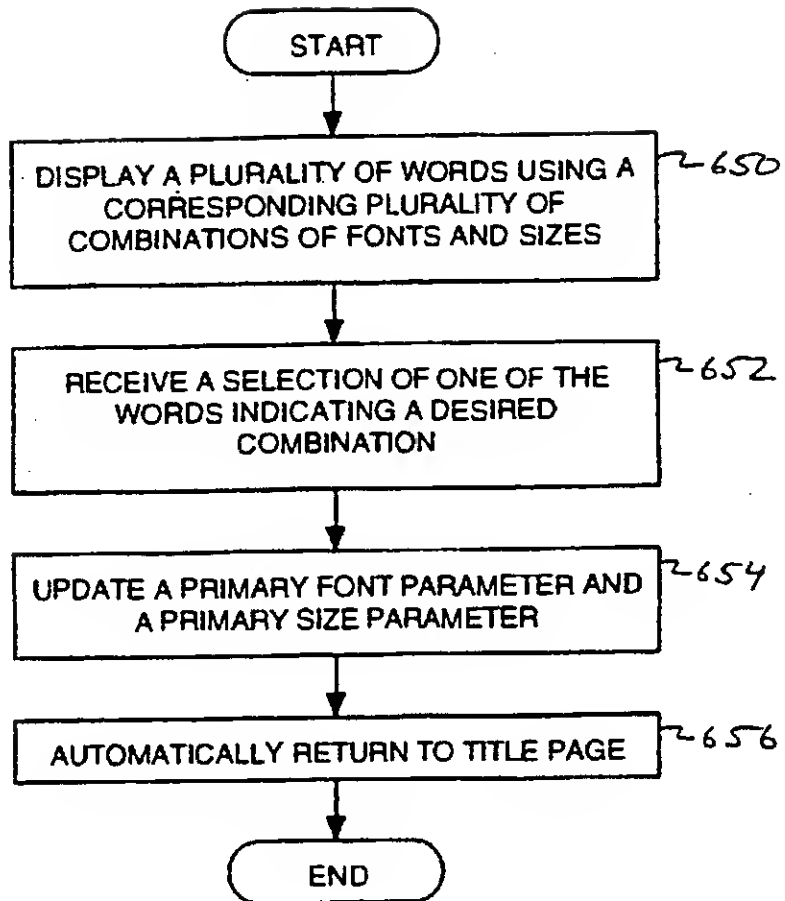 START
DISPLAY A PLURALITY OF WORDS USING A
CORRESPONDING PLURALITY OF
COMBINATIONS OF FONTS AND SIZES
650
RECEIVE A SELECTION OF ONE OF THE
WORDS INDICATING A DESIRED
COMBINATION
652
UPDATE A PRIMARY FONT PARAMETER AND
A PRIMARY SIZE PARAMETER
654
AUTOMATICALLY RETURN TO TITLE PAGE
656
END